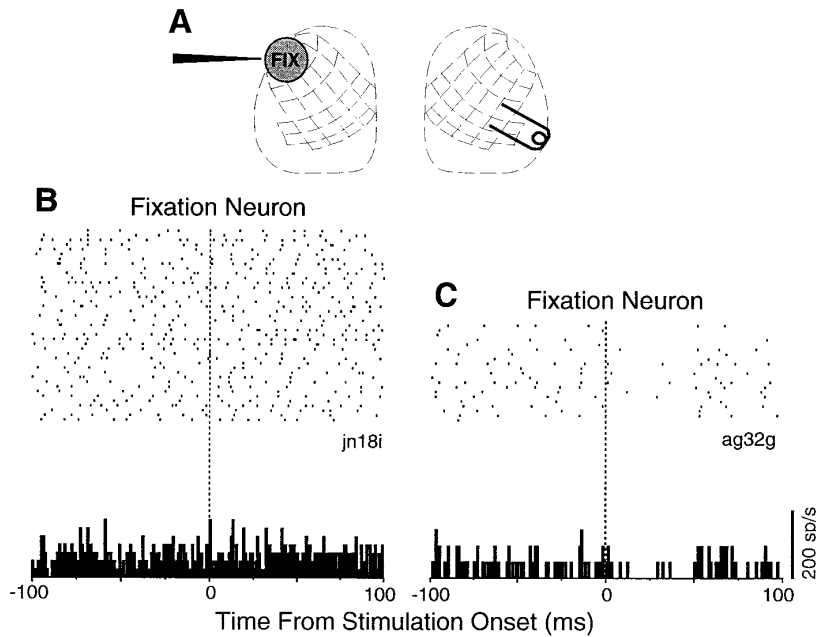 A
FIX
B
Fixation Neuron
jn18i
C
Fixation Neuron
ag32g
200 sp/s
-100 0 100
-100 0 100
Time From Stimulation Onset (ms)